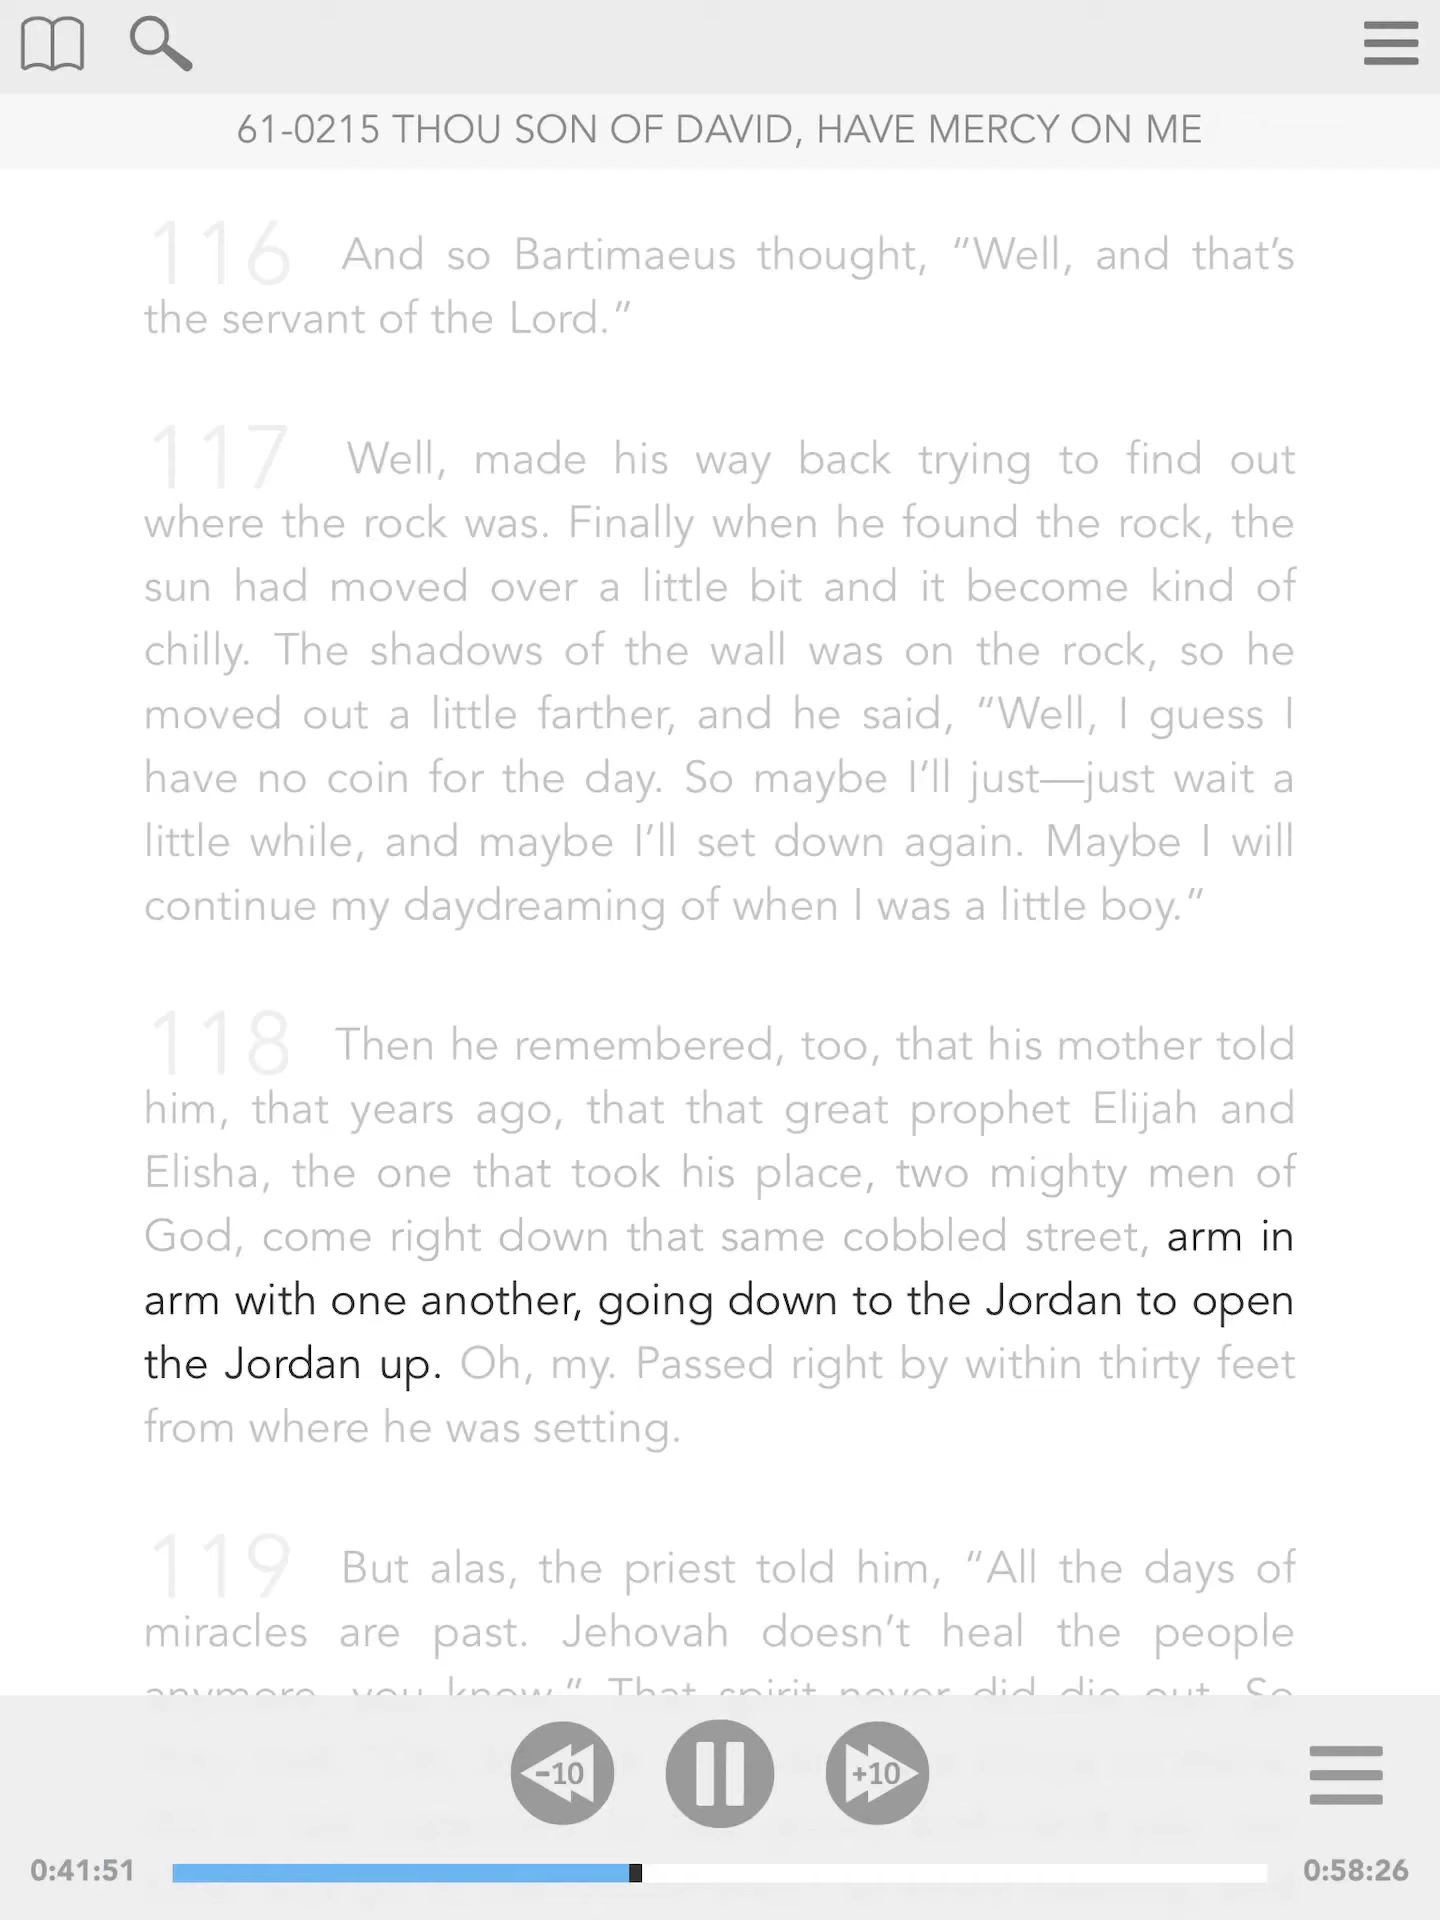 61-0215 THOU SON OF DAVID, HAVE MERCY ON ME
116 And so Bartimaeus thought, “Well, and that’s
the servant of the Lord.”
117 Well, made his way back trying to find out
where the rock was. Finally when he found the rock, the
sun had moved over a little bit and it become kind of
chilly. The shadows of the wall was on the rock, so he
moved out a little farther, and he said, “Well, I guess I
have no coin for the day. So maybe I’ll just—just wait a
little while, and maybe I’ll set down again. Maybe I will
continue my daydreaming of when I was a little boy.”
118 Then he remembered, too, that his mother told
him, that years ago, that that great prophet Elijah and
Elisha, the one that took his place, two mighty men of
God, come right down that same cobbled street, arm in
arm with one another, going down to the Jordan to open
the Jordan up. Oh, my. Passed right by within thirty feet
from where he was setting.
119 But alas, the priest told him, “All the days of
miracles are past. Jehovah doesn’t heal the people
anymore, you know.” That spirit never did die out. So
-10 +10
0:41:51 0:58:26